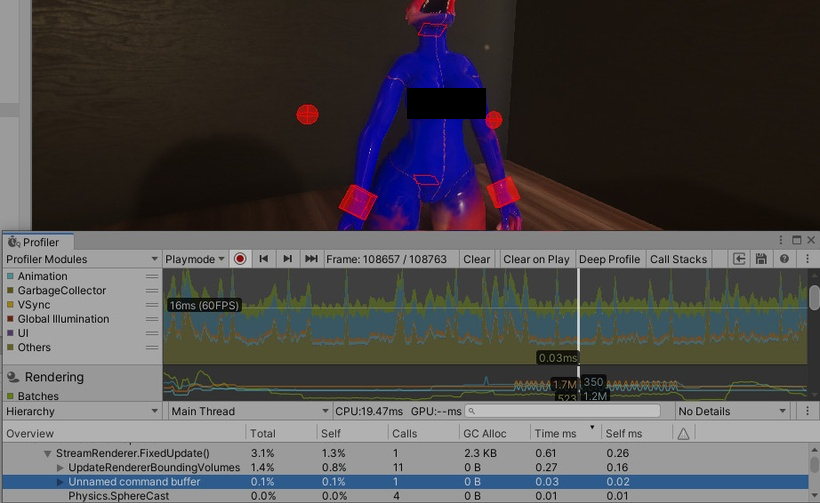 Profiler
Profiler Modules Playmode Frame: 108657 / 108763 Clear Clear on Play Deep Profile Call Stacks
Animation
GarbageCollector
VSync
16ms (60FPS)
Global Illumination
UI
Others
0.03ms
Rendering
1.7M 350
Batches 523 1.2M
Hierarchy Main Thread CPU:19.47ms GPU:--ms No Details
Overview Total Self Calls GC Alloc Time ms Self ms
StreamRenderer.FixedUpdate() 3.1% 1.3% 1 2.3 KB 0.61 0.26
UpdateRendererBoundingVolumes 1.4% 0.8% 11 0 B 0.27 0.16
Unnamed command buffer 0.1% 0.1% 1 0 B 0.03 0.02
Physics.SphereCast 0.0% 0.0% 4 0 B 0.01 0.01